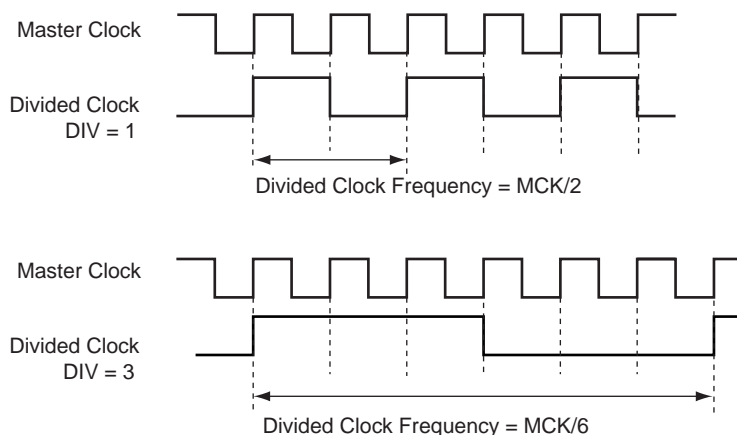 Master Clock
Divided Clock
DIV = 1
Divided Clock Frequency = MCK/2
Master Clock
Divided Clock
DIV = 3
Divided Clock Frequency = MCK/6